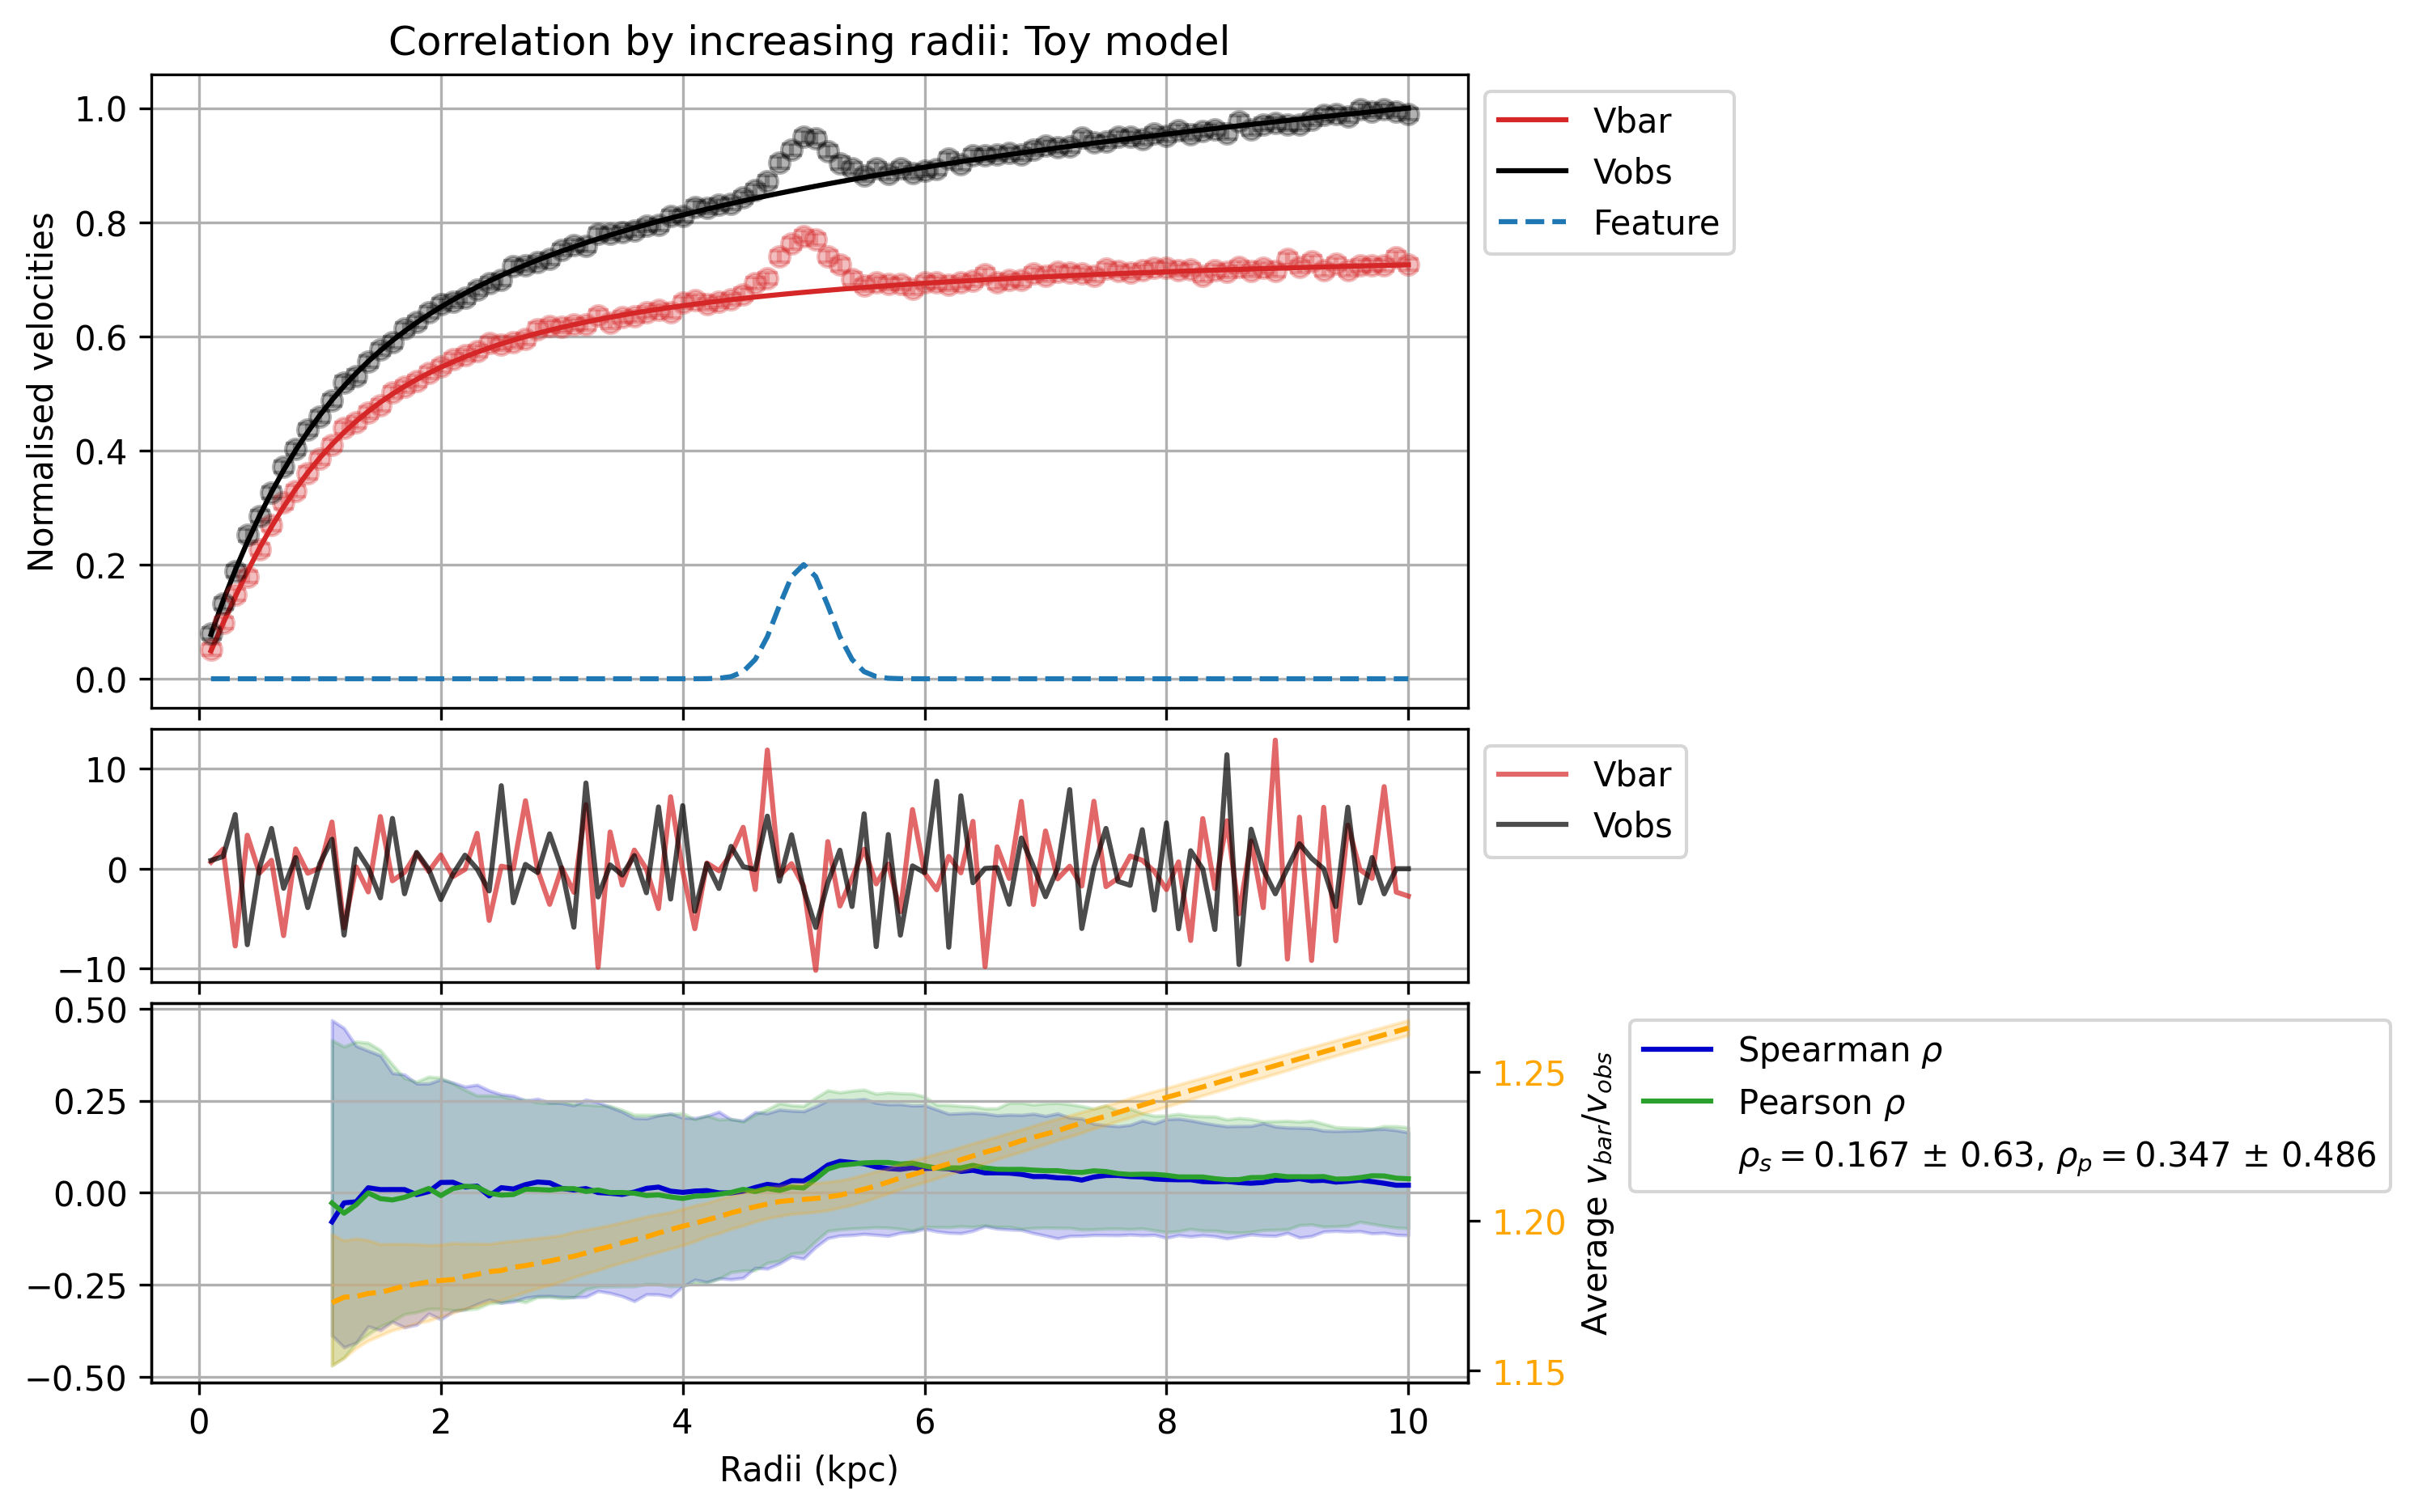 Correlation by increasing radii: Toy model
Normalised velocities
1.0
0.8
0.6
0.4
0.2
0.0
Vbar
Vobs
Feature
10
0
−10
Vbar
Vobs
0.50
0.25
0.00
−0.25
−0.50
1.25
1.20
1.15
Average v_bar/v_obs
Spearman ρ
Pearson ρ
ρ_s = 0.167 ± 0.63, ρ_p = 0.347 ± 0.486
0 2 4 6 8 10
Radii (kpc)